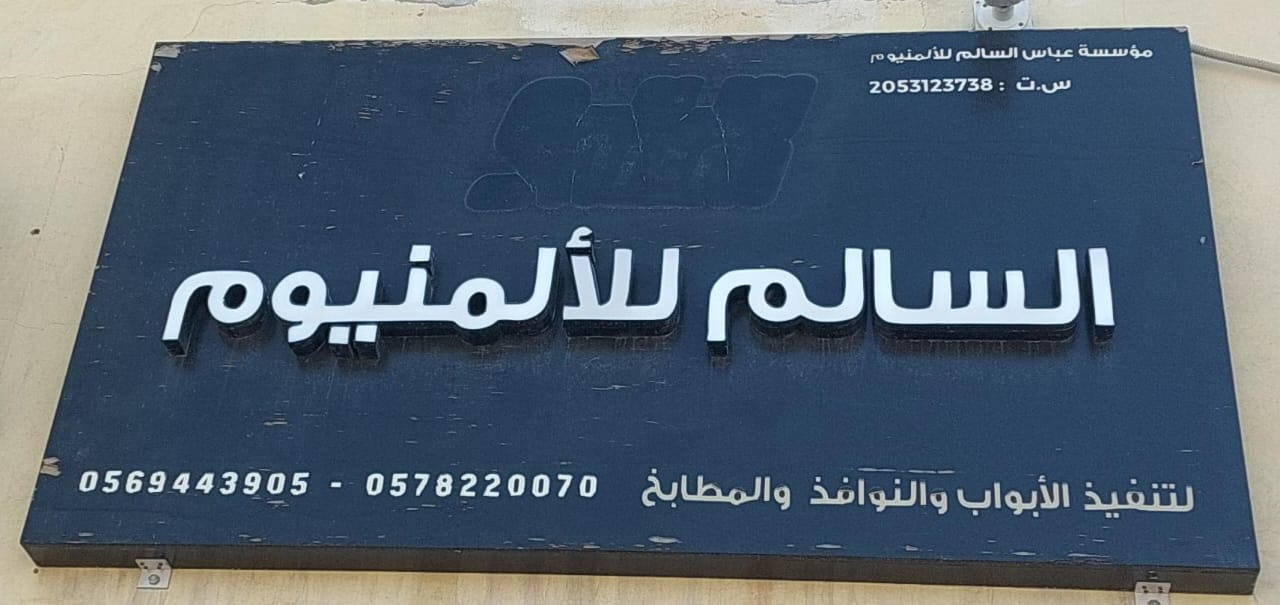 مؤسسة عباس السالم للألمنيوم
س.ت : 2053123738
السالم للألمنيوم
لتنفيذ الأبواب والنوافذ والمطابخ
0569443905 - 0578220070